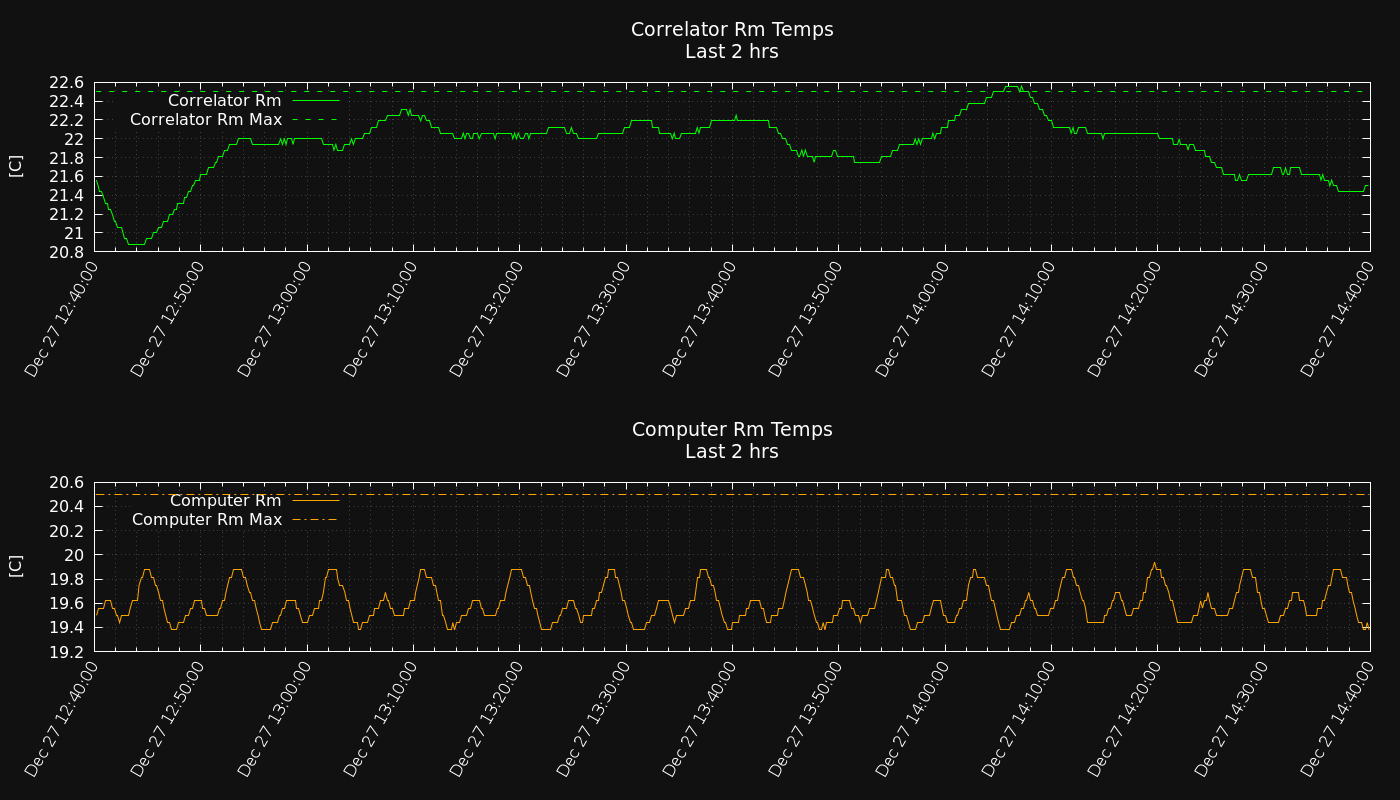 Correlator Rm Temps
Last 2 hrs
22.6
22.4
22.2
22
21.8
21.6
21.4
21.2
21
20.8
[C]
Correlator Rm
Correlator Rm Max
Dec 27 12:40:00
Dec 27 12:50:00
Dec 27 13:00:00
Dec 27 13:10:00
Dec 27 13:20:00
Dec 27 13:30:00
Dec 27 13:40:00
Dec 27 13:50:00
Dec 27 14:00:00
Dec 27 14:10:00
Dec 27 14:20:00
Dec 27 14:30:00
Dec 27 14:40:00
Computer Rm Temps
Last 2 hrs
20.6
20.4
20.2
20
19.8
19.6
19.4
19.2
[C]
Computer Rm
Computer Rm Max
Dec 27 12:40:00
Dec 27 12:50:00
Dec 27 13:00:00
Dec 27 13:10:00
Dec 27 13:20:00
Dec 27 13:30:00
Dec 27 13:40:00
Dec 27 13:50:00
Dec 27 14:00:00
Dec 27 14:10:00
Dec 27 14:20:00
Dec 27 14:30:00
Dec 27 14:40:00